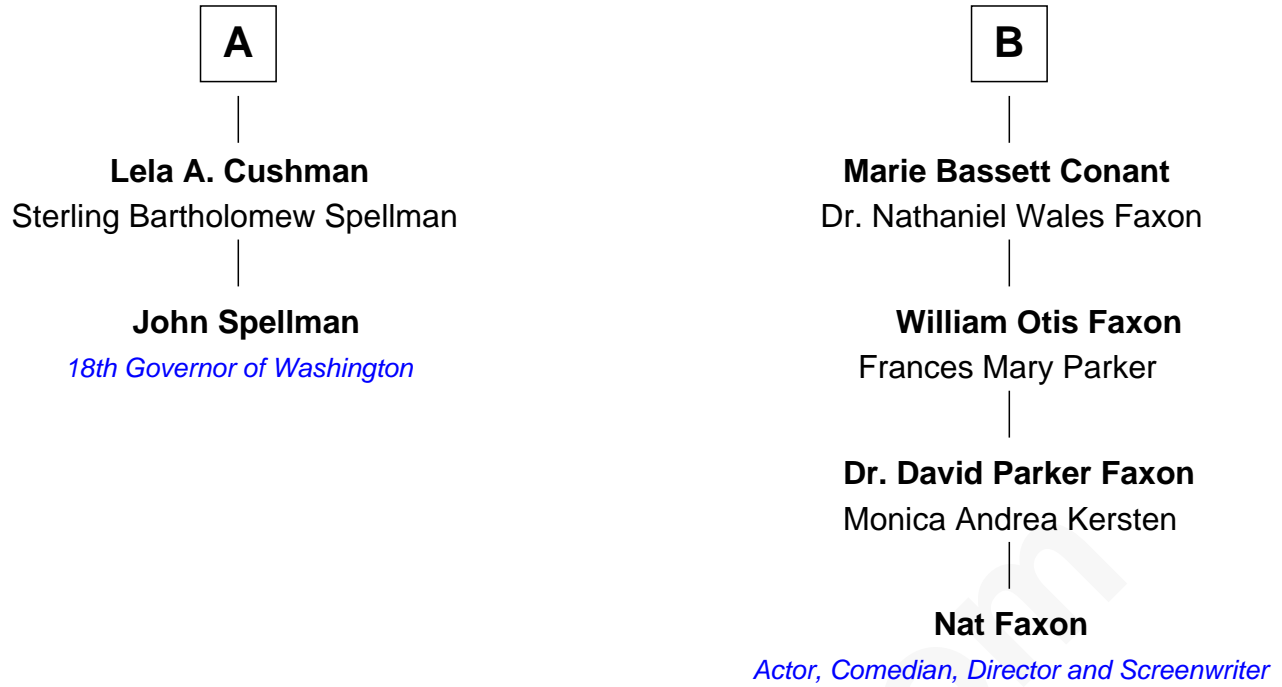 A
Lela A. Cushman
Sterling Bartholomew Spellman
John Spellman
18th Governor of Washington
B
Marie Bassett Conant
Dr. Nathaniel Wales Faxon
William Otis Faxon
Frances Mary Parker
Dr. David Parker Faxon
Monica Andrea Kersten
Nat Faxon
Actor, Comedian, Director and Screenwriter